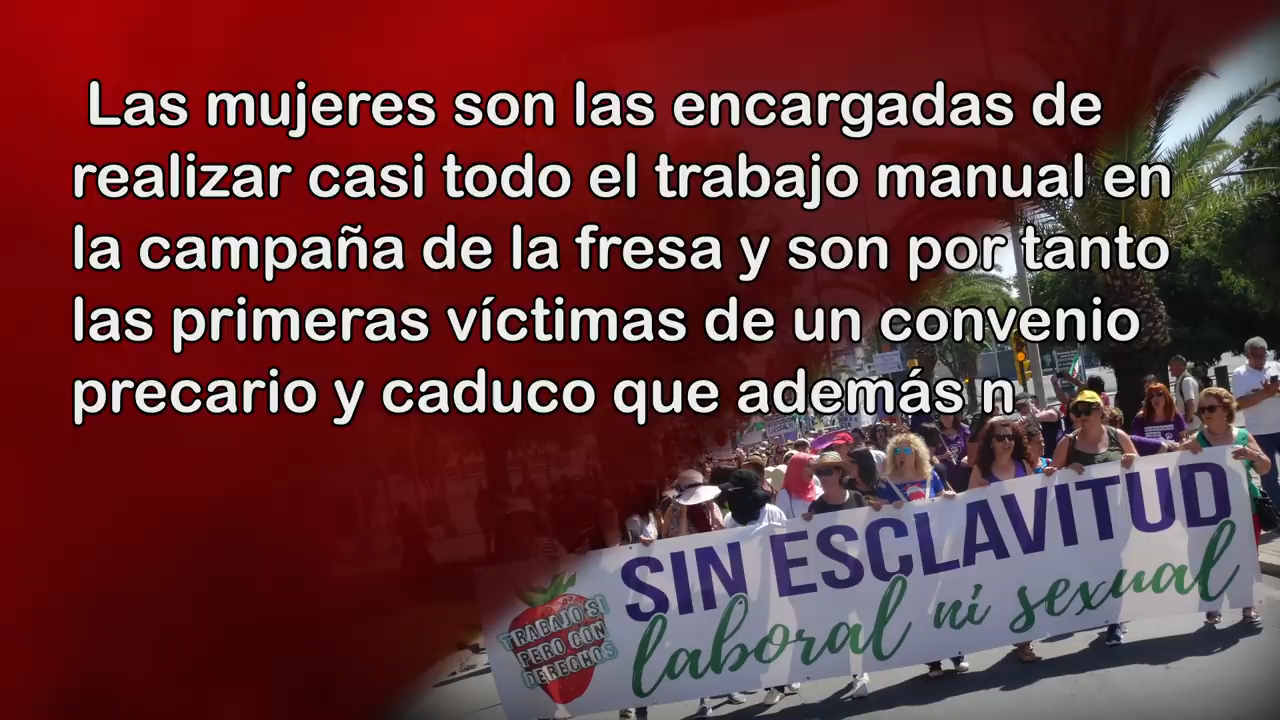 Las mujeres son las encargadas de
realizar casi todo el trabajo manual en
la campaña de la fresa y son por tanto
las primeras víctimas de un convenio
precario y caduco que además n
SIN ESCLAVITUD
laboral ni sexual
TRABAJO SI
PERO CON
DERECHOS